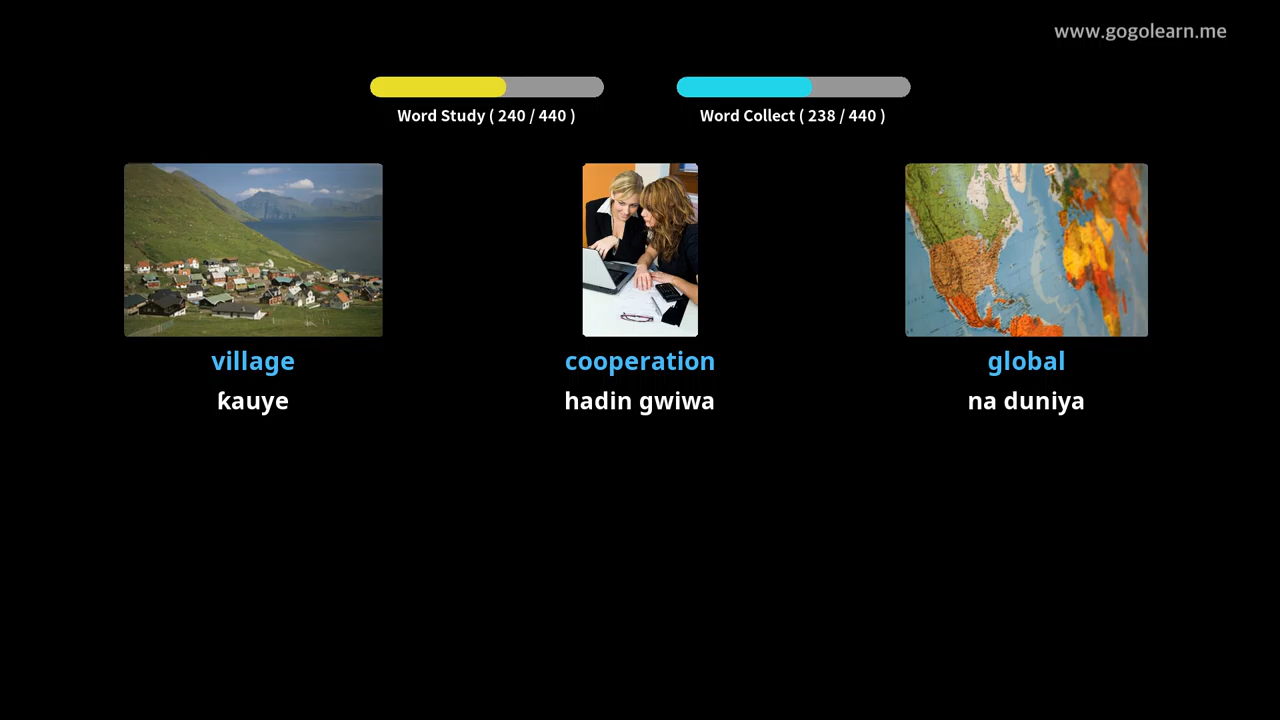 www.gogolearn.me
Word Study ( 240 / 440 )
Word Collect ( 238 / 440 )
village
ƙauye
cooperation
hadin gwiwa
global
na duniya